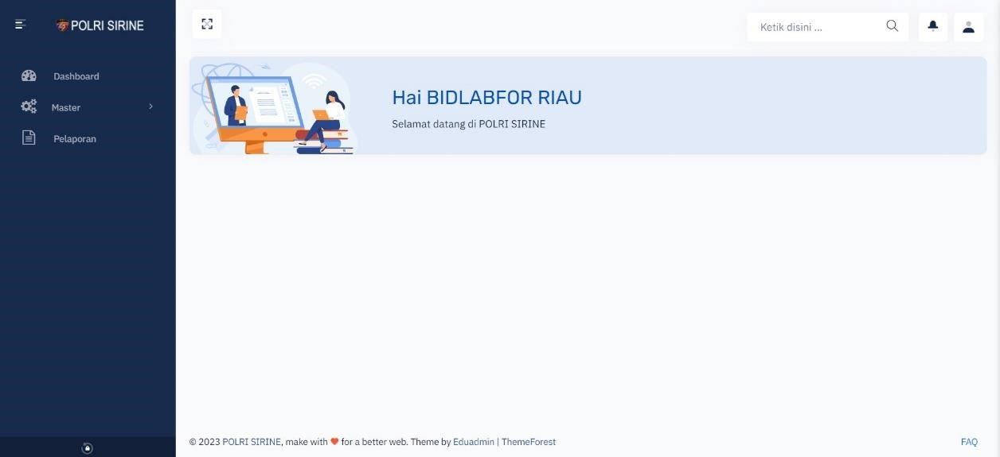 POLRI SIRINE
Ketik disini ...
Dashboard
Master
Pelaporan
Hai BIDLABFOR RIAU
Selamat datang di POLRI SIRINE
© 2023 POLRI SIRINE, make with ❤ for a better web. Theme by Eduadmin | ThemeForest
FAQ